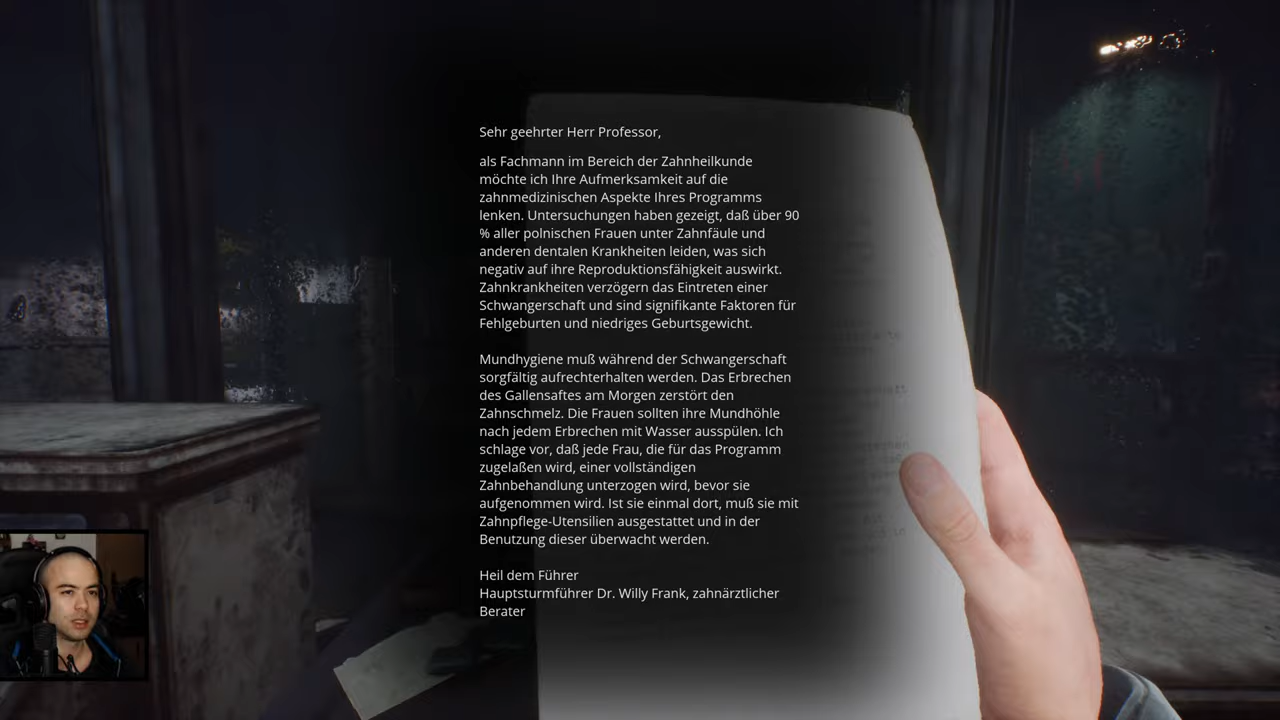 Sehr geehrter Herr Professor,
als Fachmann im Bereich der Zahnheilkunde
möchte ich Ihre Aufmerksamkeit auf die
zahnmedizinischen Aspekte Ihres Programms
lenken. Untersuchungen haben gezeigt, daß über 90
% aller polnischen Frauen unter Zahnfäule und
anderen dentalen Krankheiten leiden, was sich
negativ auf ihre Reproduktionsfähigkeit auswirkt.
Zahnkrankheiten verzögern das Eintreten einer
Schwangerschaft und sind signifikante Faktoren für
Fehlgeburten und niedriges Geburtsgewicht.
Mundhygiene muß während der Schwangerschaft
sorgfältig aufrechterhalten werden. Das Erbrechen
des Gallensaftes am Morgen zerstört den
Zahnschmelz. Die Frauen sollten ihre Mundhöhle
nach jedem Erbrechen mit Wasser ausspülen. Ich
schlage vor, daß jede Frau, die für das Programm
zugelaßen wird, einer vollständigen
Zahnbehandlung unterzogen wird, bevor sie
aufgenommen wird. Ist sie einmal dort, muß sie mit
Zahnpflege-Utensilien ausgestattet und in der
Benutzung dieser überwacht werden.
Heil dem Führer
Hauptsturmführer Dr. Willy Frank, zahnärztlicher
Berater